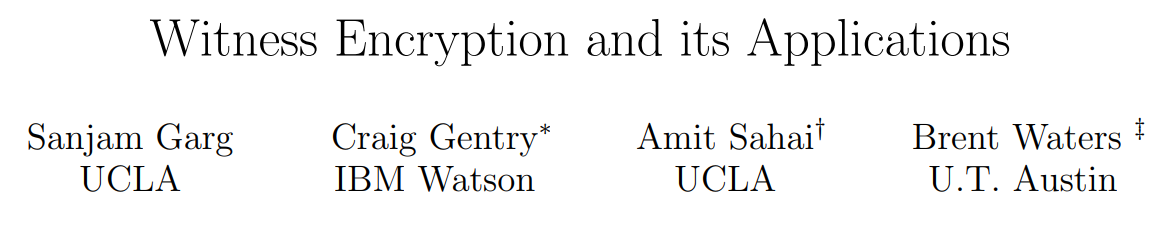 Witness Encryption and its Applications
Sanjam Garg Craig Gentry* Amit Sahai† Brent Waters ‡
UCLA IBM Watson UCLA U.T. Austin